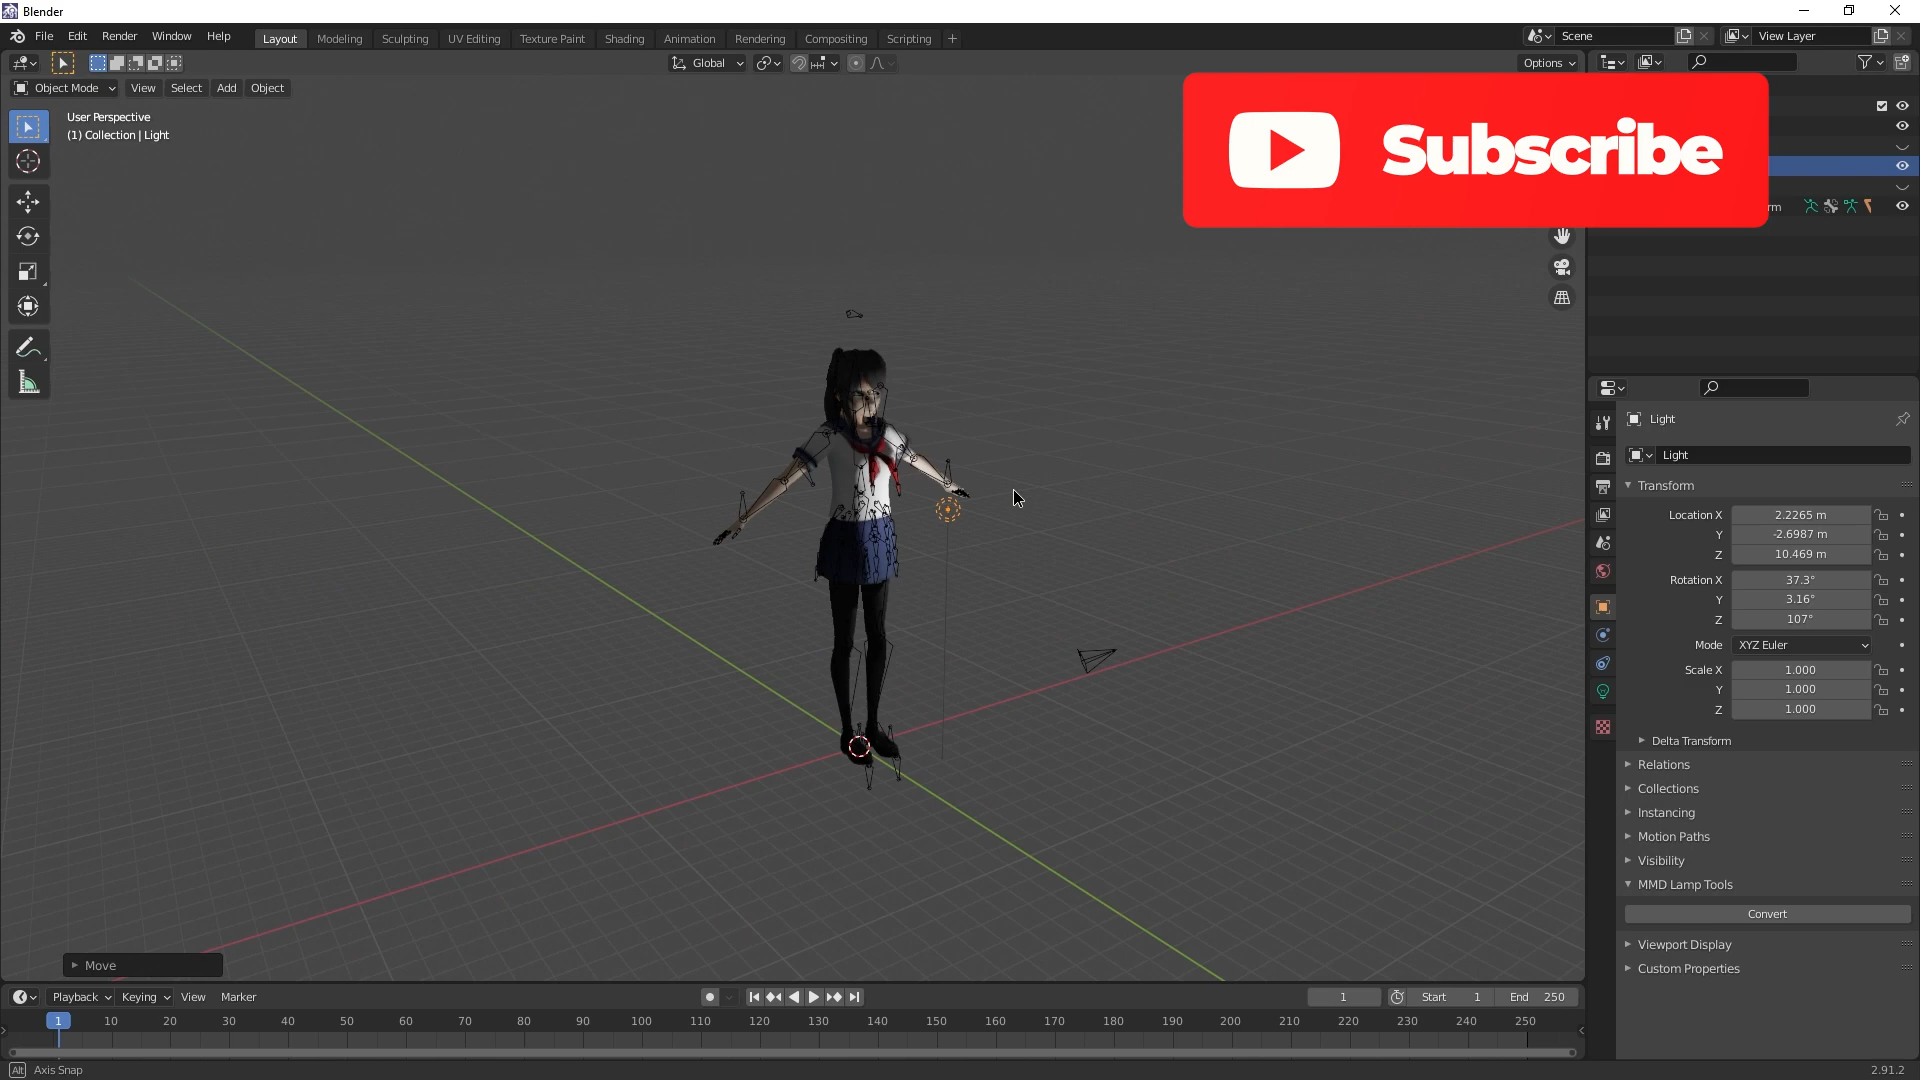 Blender
File Edit Render Window Help Layout Modeling Sculpting UV Editing Texture Paint Shading Animation Rendering Compositing Scripting + Scene View Layer
Global Options
Object Mode View Select Add Object
User Perspective
(1) Collection | Light
Subscribe
rm
Light
Light
Transform
Location X 2.2265 m
Y -2.6987 m
Z 10.469 m
Rotation X 37.3°
Y 3.16°
Z 107°
Mode XYZ Euler
Scale X 1.000
Y 1.000
Z 1.000
Delta Transform
Relations
Collections
Instancing
Motion Paths
Visibility
MMD Lamp Tools
Convert
Viewport Display
Custom Properties
Move
Playback Keying View Marker 1 Start 1 End 250
1 10 20 30 40 50 60 70 80 90 100 110 120 130 140 150 160 170 180 190 200 210 220 230 240 250
Alt Axis Snap 2.91.2